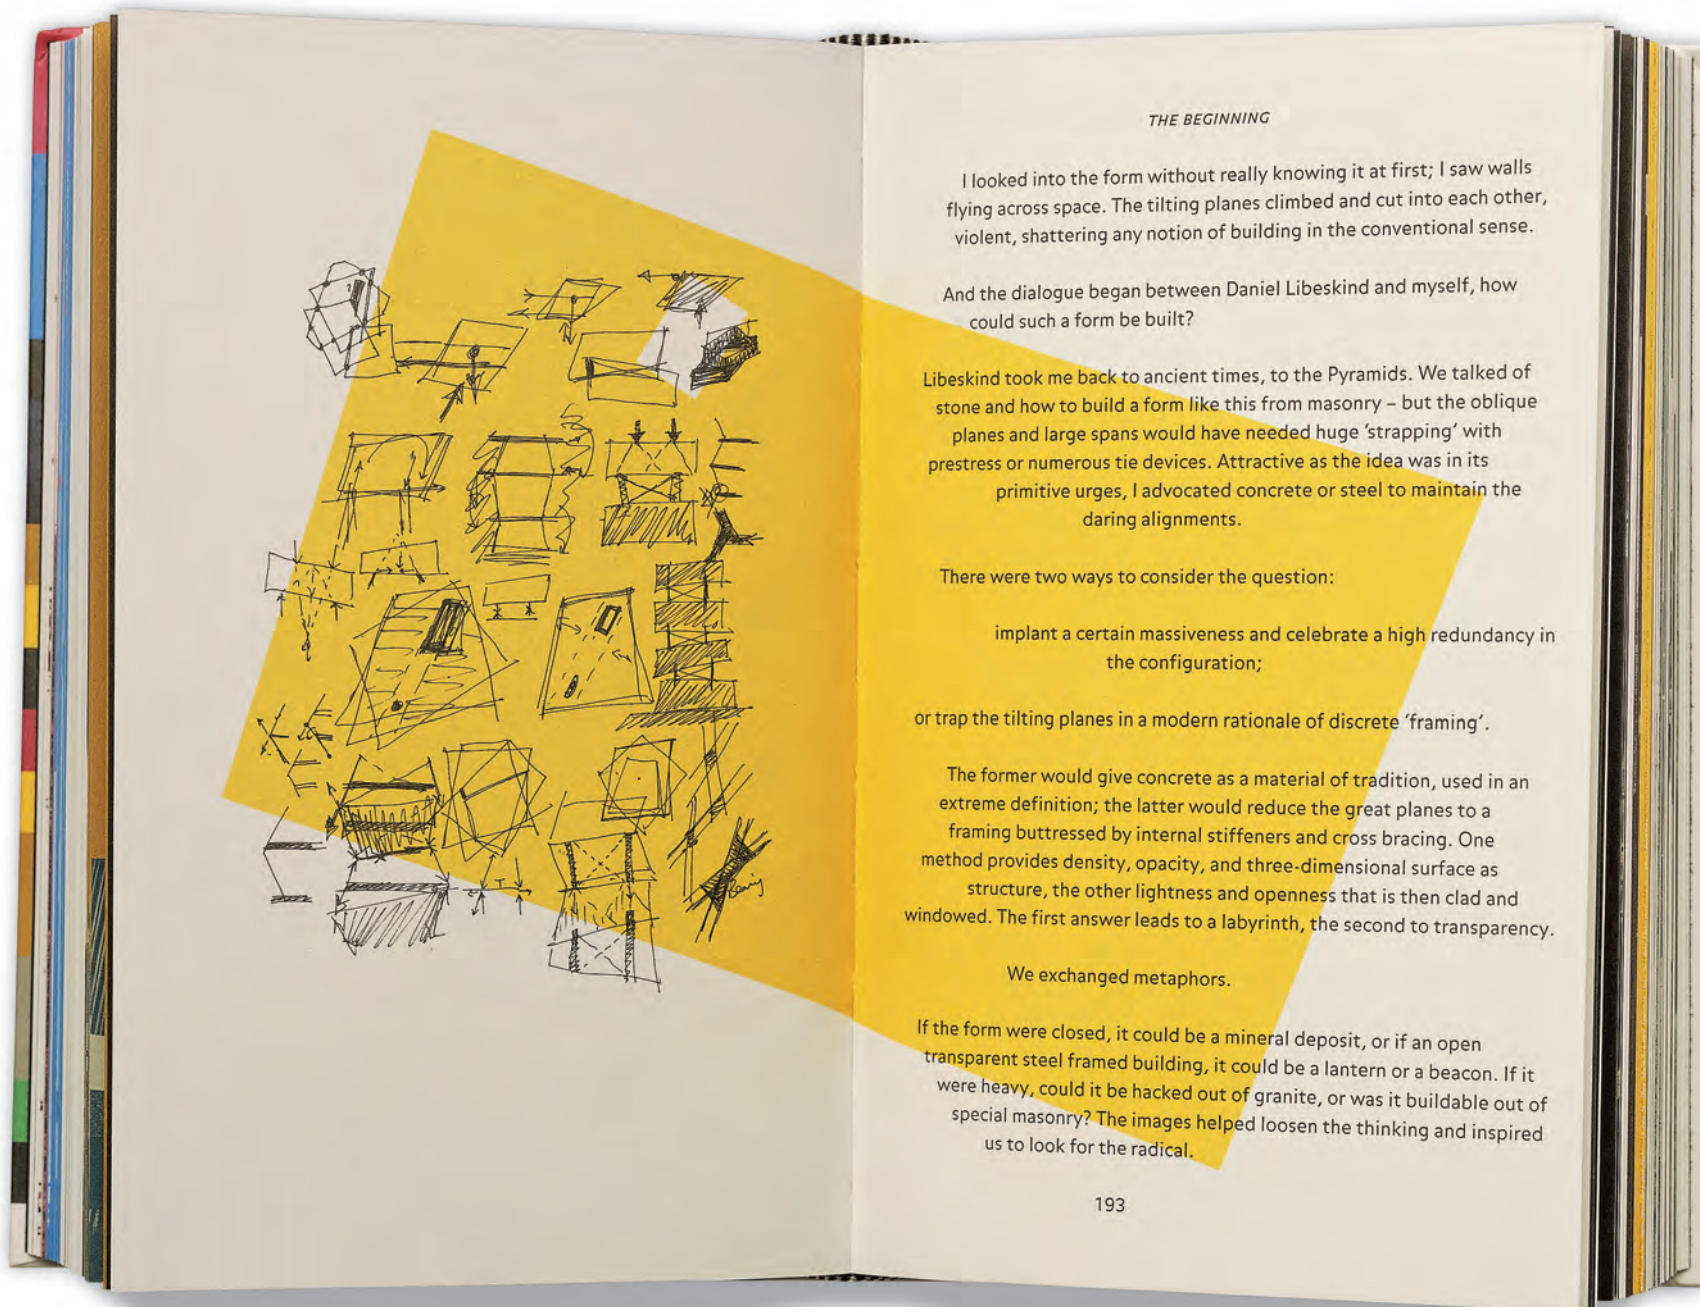 THE BEGINNING
I looked into the form without really knowing it at first; I saw walls
flying across space. The tilting planes climbed and cut into each other,
violent, shattering any notion of building in the conventional sense.
And the dialogue began between Daniel Libeskind and myself, how
could such a form be built?
Libeskind took me back to ancient times, to the Pyramids. We talked of
stone and how to build a form like this from masonry – but the oblique
planes and large spans would have needed huge ‘strapping’ with
prestress or numerous tie devices. Attractive as the idea was in its
primitive urges, I advocated concrete or steel to maintain the
daring alignments.
There were two ways to consider the question:
implant a certain massiveness and celebrate a high redundancy in
the configuration;
or trap the tilting planes in a modern rationale of discrete ‘framing’.
The former would give concrete as a material of tradition, used in an
extreme definition; the latter would reduce the great planes to a
framing buttressed by internal stiffeners and cross bracing. One
method provides density, opacity, and three-dimensional surface as
structure, the other lightness and openness that is then clad and
windowed. The first answer leads to a labyrinth, the second to transparency.
We exchanged metaphors.
If the form were closed, it could be a mineral deposit, or if an open
transparent steel framed building, it could be a lantern or a beacon. If it
were heavy, could it be hacked out of granite, or was it buildable out of
special masonry? The images helped loosen the thinking and inspired
us to look for the radical.
193